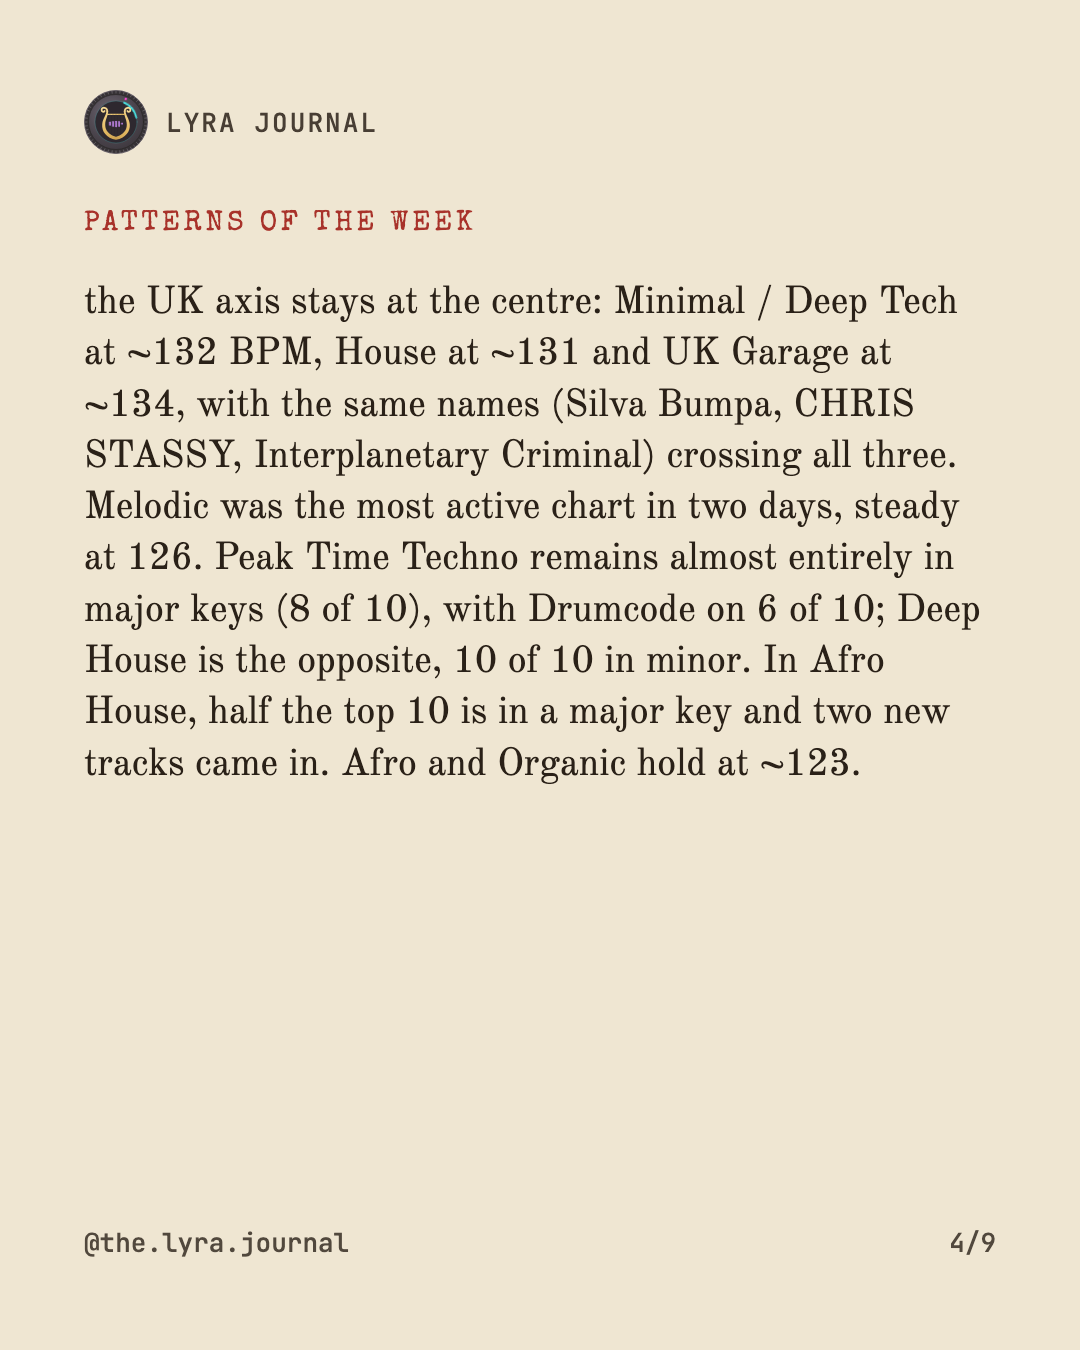 LYRA JOURNAL
PATTERNS OF THE WEEK
the UK axis stays at the centre: Minimal / Deep Tech
at ~132 BPM, House at ~131 and UK Garage at
~134, with the same names (Silva Bumpa, CHRIS
STASSY, Interplanetary Criminal) crossing all three.
Melodic was the most active chart in two days, steady
at 126. Peak Time Techno remains almost entirely in
major keys (8 of 10), with Drumcode on 6 of 10; Deep
House is the opposite, 10 of 10 in minor. In Afro
House, half the top 10 is in a major key and two new
tracks came in. Afro and Organic hold at ~123.
@the.lyra.journal
4/9